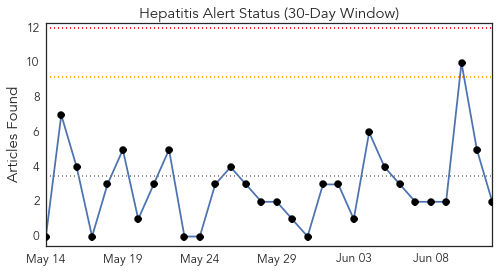 Hepatitis Alert Status (30-Day Window)
Articles Found
12
10
8
6
4
2
0
May 14 May 19 May 24 May 29 Jun 03 Jun 08